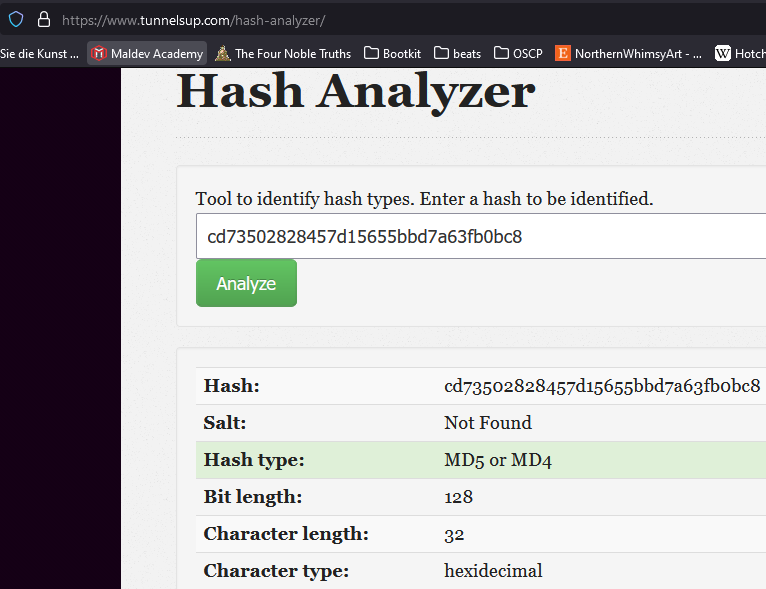 https://www.tunnelsup.com/hash-analyzer/
Sie die Kunst ... Maldev Academy The Four Noble Truths Bootkit beats OSCP NorthernWhimsyArt - ... Hotch
Hash Analyzer
Tool to identify hash types. Enter a hash to be identified.
cd73502828457d15655bbd7a63fb0bc8
Analyze
Hash: cd73502828457d15655bbd7a63fb0bc8
Salt: Not Found
Hash type: MD5 or MD4
Bit length: 128
Character length: 32
Character type: hexidecimal